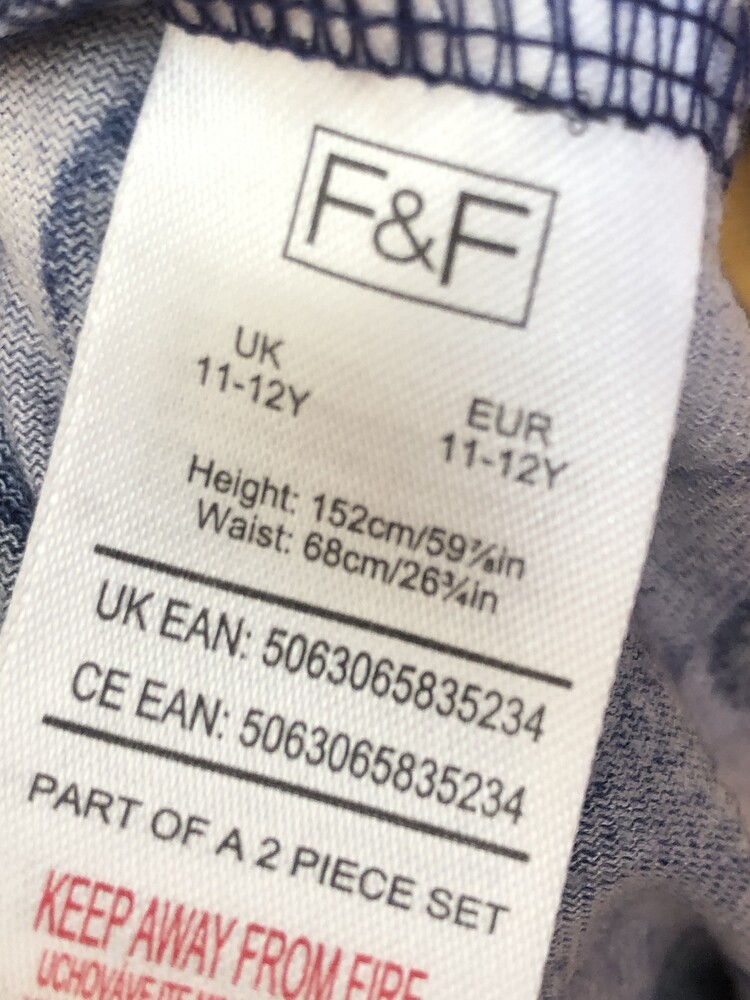 F&F
UK
11-12Y
EUR
11-12Y
Height: 152cm/59⅞in
Waist: 68cm/26¾in
UK EAN: 5063065835234
CE EAN: 5063065835234
PART OF A 2 PIECE SET
KEEP AWAY FROM FIRE